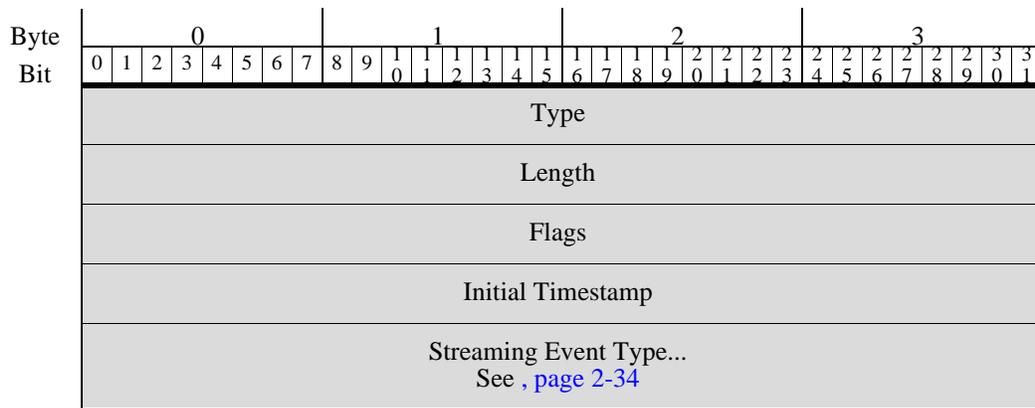 Byte 0 1 2 3
Bit 0 1 2 3 4 5 6 7 8 9 10 11 12 13 14 15 16 17 18 19 20 21 22 23 24 25 26 27 28 29 30 31
Type
Length
Flags
Initial Timestamp
Streaming Event Type...
See , page 2-34